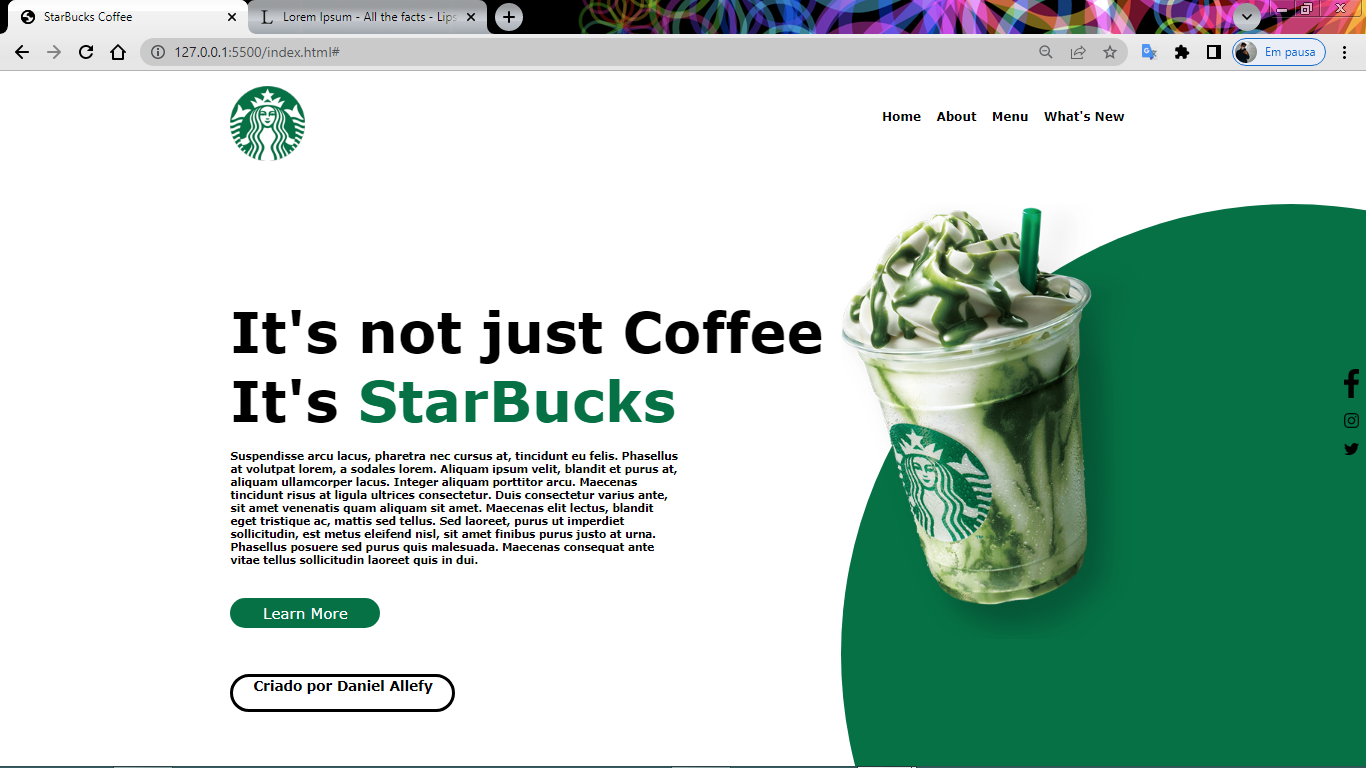 StarBucks Coffee
Lorem Ipsum - All the facts - Lips
127.0.0.1:5500/index.html#
Em pausa
Home About Menu What's New
It's not just Coffee
It's StarBucks
Suspendisse arcu lacus, pharetra nec cursus at, tincidunt eu felis. Phasellus
at volutpat lorem, a sodales lorem. Aliquam ipsum velit, blandit et purus at,
aliquam ullamcorper lacus. Integer aliquam porttitor arcu. Maecenas
tincidunt risus at ligula ultrices consectetur. Duis consectetur varius ante,
sit amet venenatis quam aliquam sit amet. Maecenas elit lectus, blandit
eget tristique ac, mattis sed tellus. Sed laoreet, purus ut imperdiet
sollicitudin, est metus eleifend nisl, sit amet finibus purus justo at urna.
Phasellus posuere sed purus quis malesuada. Maecenas consequat ante
vitae tellus sollicitudin laoreet quis in dui.
Learn More
Criado por Daniel Allefy